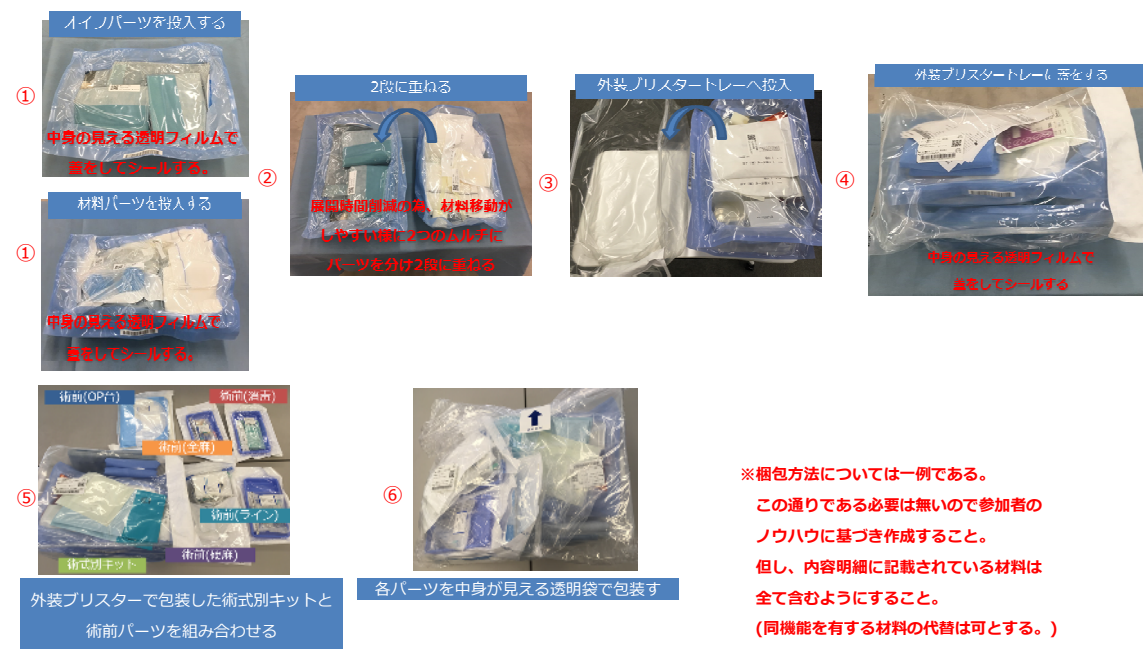 オイフパーツを投入する
①
中身の見える透明フィルムで
蓋をしてシールする。
材料パーツを投入する
①
中身の見える透明フィルムで
蓋をしてシールする。
2段に重ねる
②
展開時間削減の為、材料移動が
しやすい様に2つのムルチに
パーツを分け2段に重ねる
外装ブリスタートレーへ投入
③
外装ブリスタートレーに蓋をする
④
中身の見える透明フィルムで
蓋をしてシールする
⑤
術前(OP台)
術前(消毒)
術前(全麻)
術前(ライン)
術前(腰麻)
術式別キット
外装ブリスターで包装した術式別キットと
術前パーツを組み合わせる
⑥
各パーツを中身が見える透明袋で包装す
※梱包方法については一例である。
この通りである必要は無いので参加者の
ノウハウに基づき作成すること。
但し、内容明細に記載されている材料は
全て含むようにすること。
(同機能を有する材料の代替は可とする。)